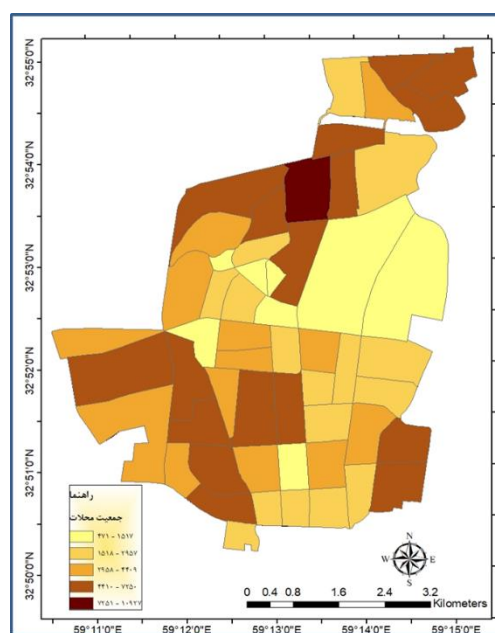 32°55'0"N
32°54'0"N
32°53'0"N
32°52'0"N
32°51'0"N
32°50'0"N
راهنما
جمعیت محلات
۴۷۱ - ۱۵۱۷
۱۵۱۸ - ۲۹۵۷
۲۹۵۸ - ۴۴۰۹
۴۴۱۰ - ۷۲۵۰
۷۲۵۱ - ۱۰۹۲۷
N
W E
S
0 0.4 0.8 1.6 2.4 3.2
Kilometers
59°11'0"E 59°12'0"E 59°13'0"E 59°14'0"E 59°15'0"E